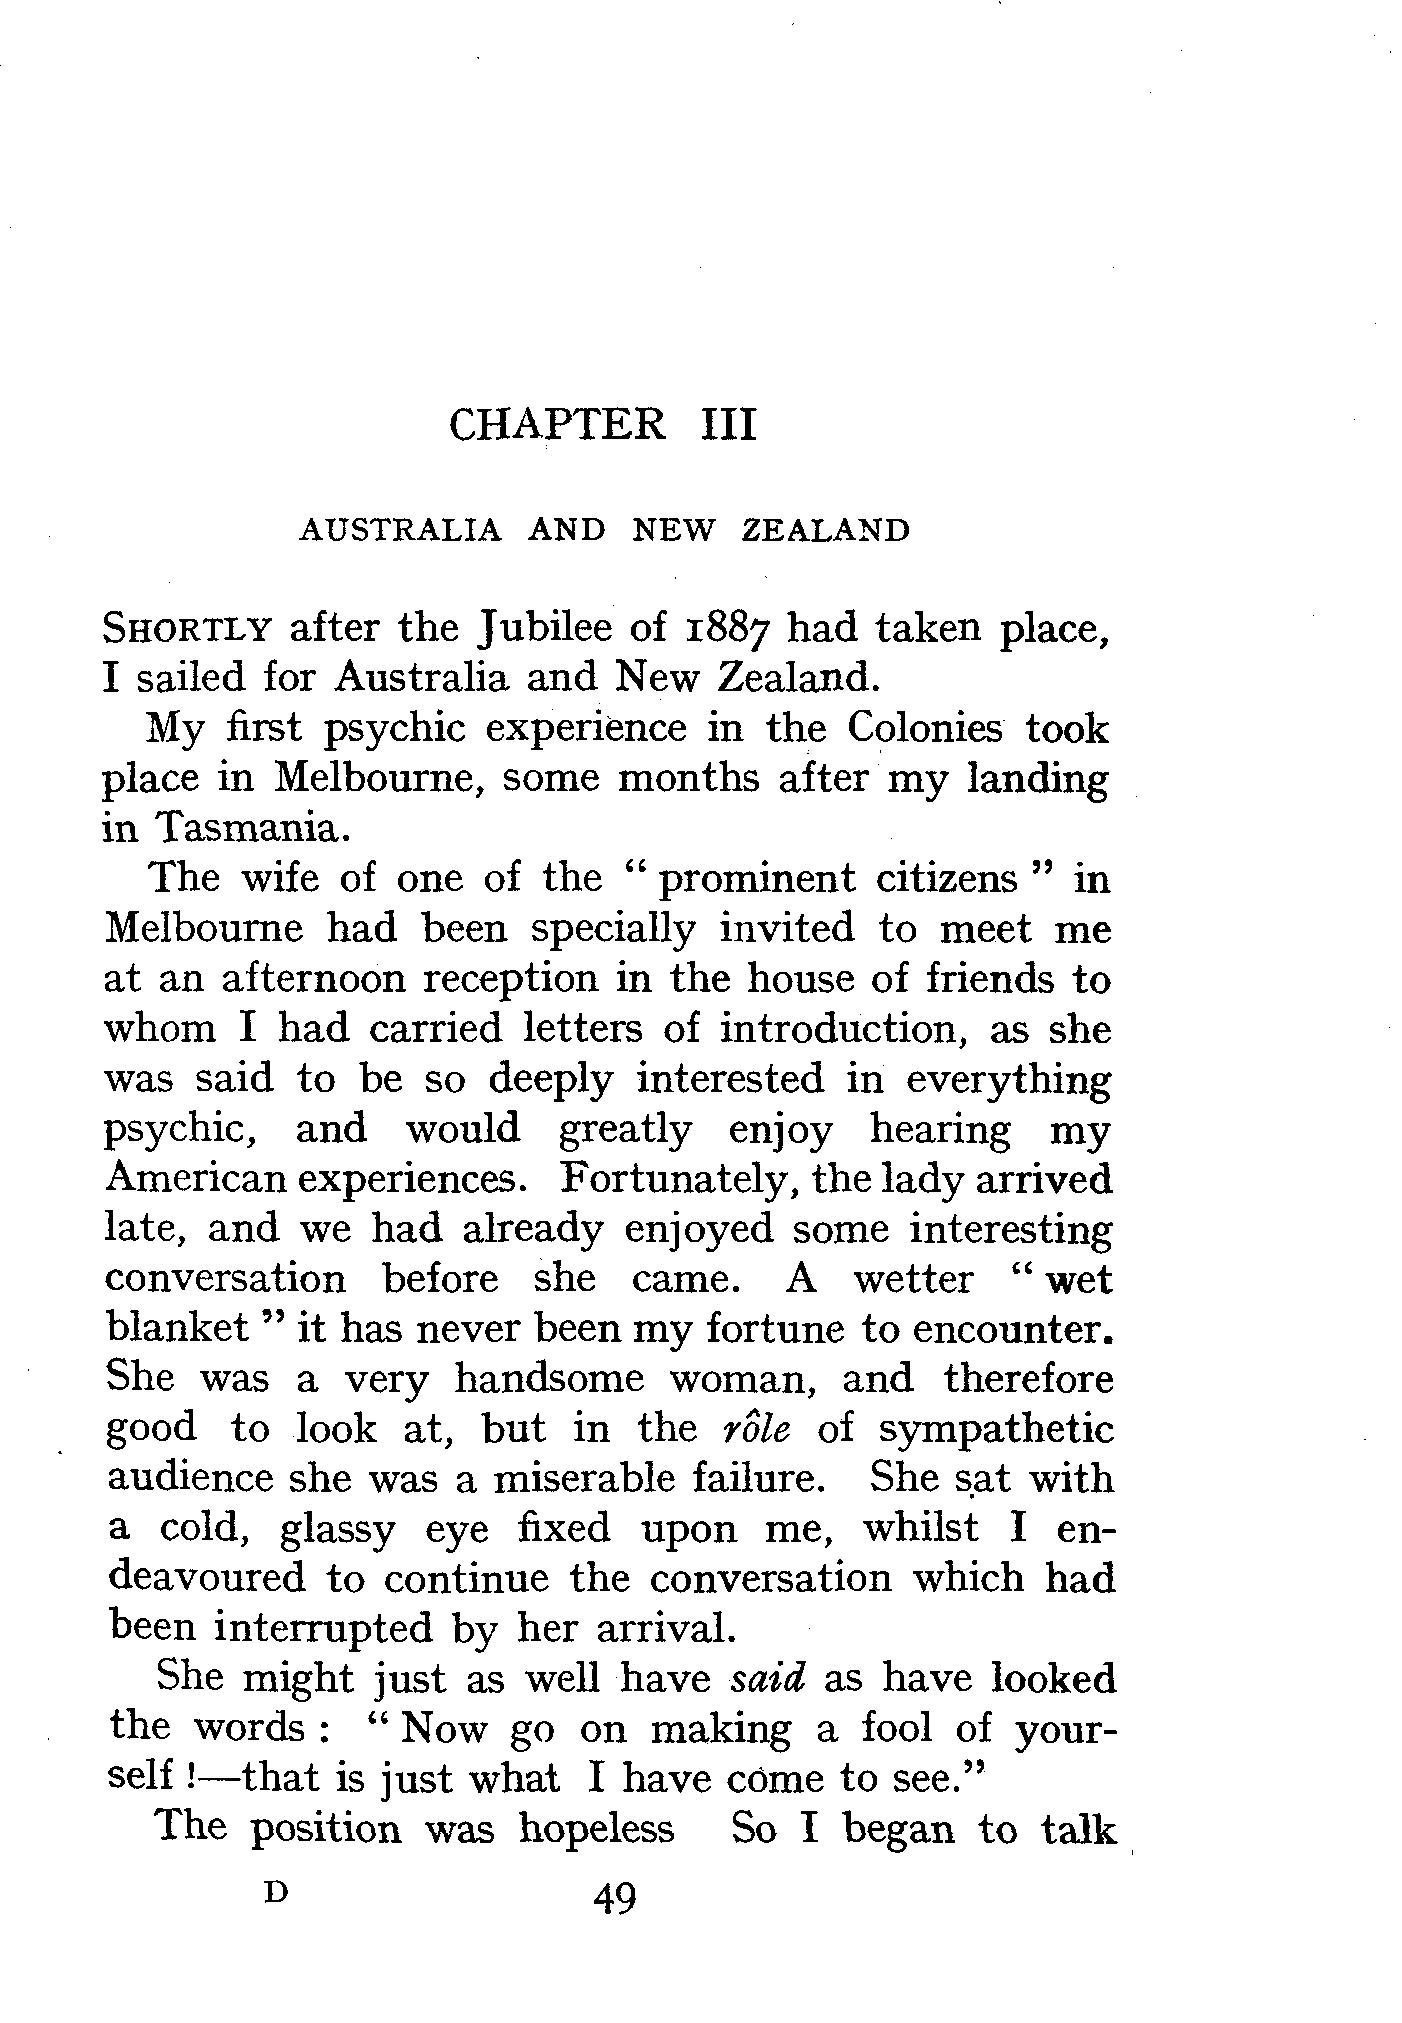 CHAPTER III
AUSTRALIA AND NEW ZEALAND
SHORTLY after the Jubilee of 1887 had taken place,
I sailed for Australia and New Zealand.
My first psychic experience in the Colonies took
place in Melbourne, some months after my landing
in Tasmania.
The wife of one of the “ prominent citizens ” in
Melbourne had been specially invited to meet me
at an afternoon reception in the house of friends to
whom I had carried letters of introduction, as she
was said to be so deeply interested in everything
psychic, and would greatly enjoy hearing my
American experiences. Fortunately, the lady arrived
late, and we had already enjoyed some interesting
conversation before she came. A wetter “ wet
blanket ” it has never been my fortune to encounter.
She was a very handsome woman, and therefore
good to look at, but in the rôle of sympathetic
audience she was a miserable failure. She sat with
a cold, glassy eye fixed upon me, whilst I en-
deavoured to continue the conversation which had
been interrupted by her arrival.
She might just as well have said as have looked
the words : “ Now go on making a fool of your-
self !—that is just what I have come to see.”
The position was hopeless So I began to talk
D 49